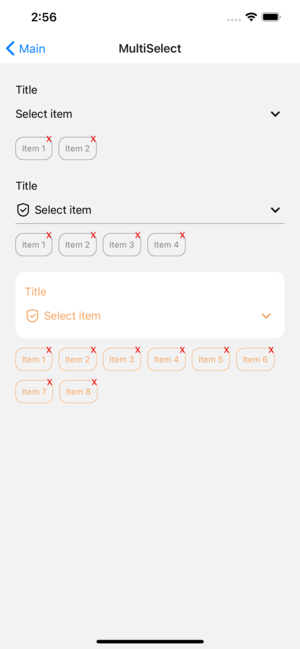 2:56
Main MultiSelect
Title
Select item
Item 1 X Item 2 X
Title
Select item
Item 1 X Item 2 X Item 3 X Item 4 X
Title
Select item
Item 1 X Item 2 X Item 3 X Item 4 X Item 5 X Item 6 X
Item 7 X Item 8 X